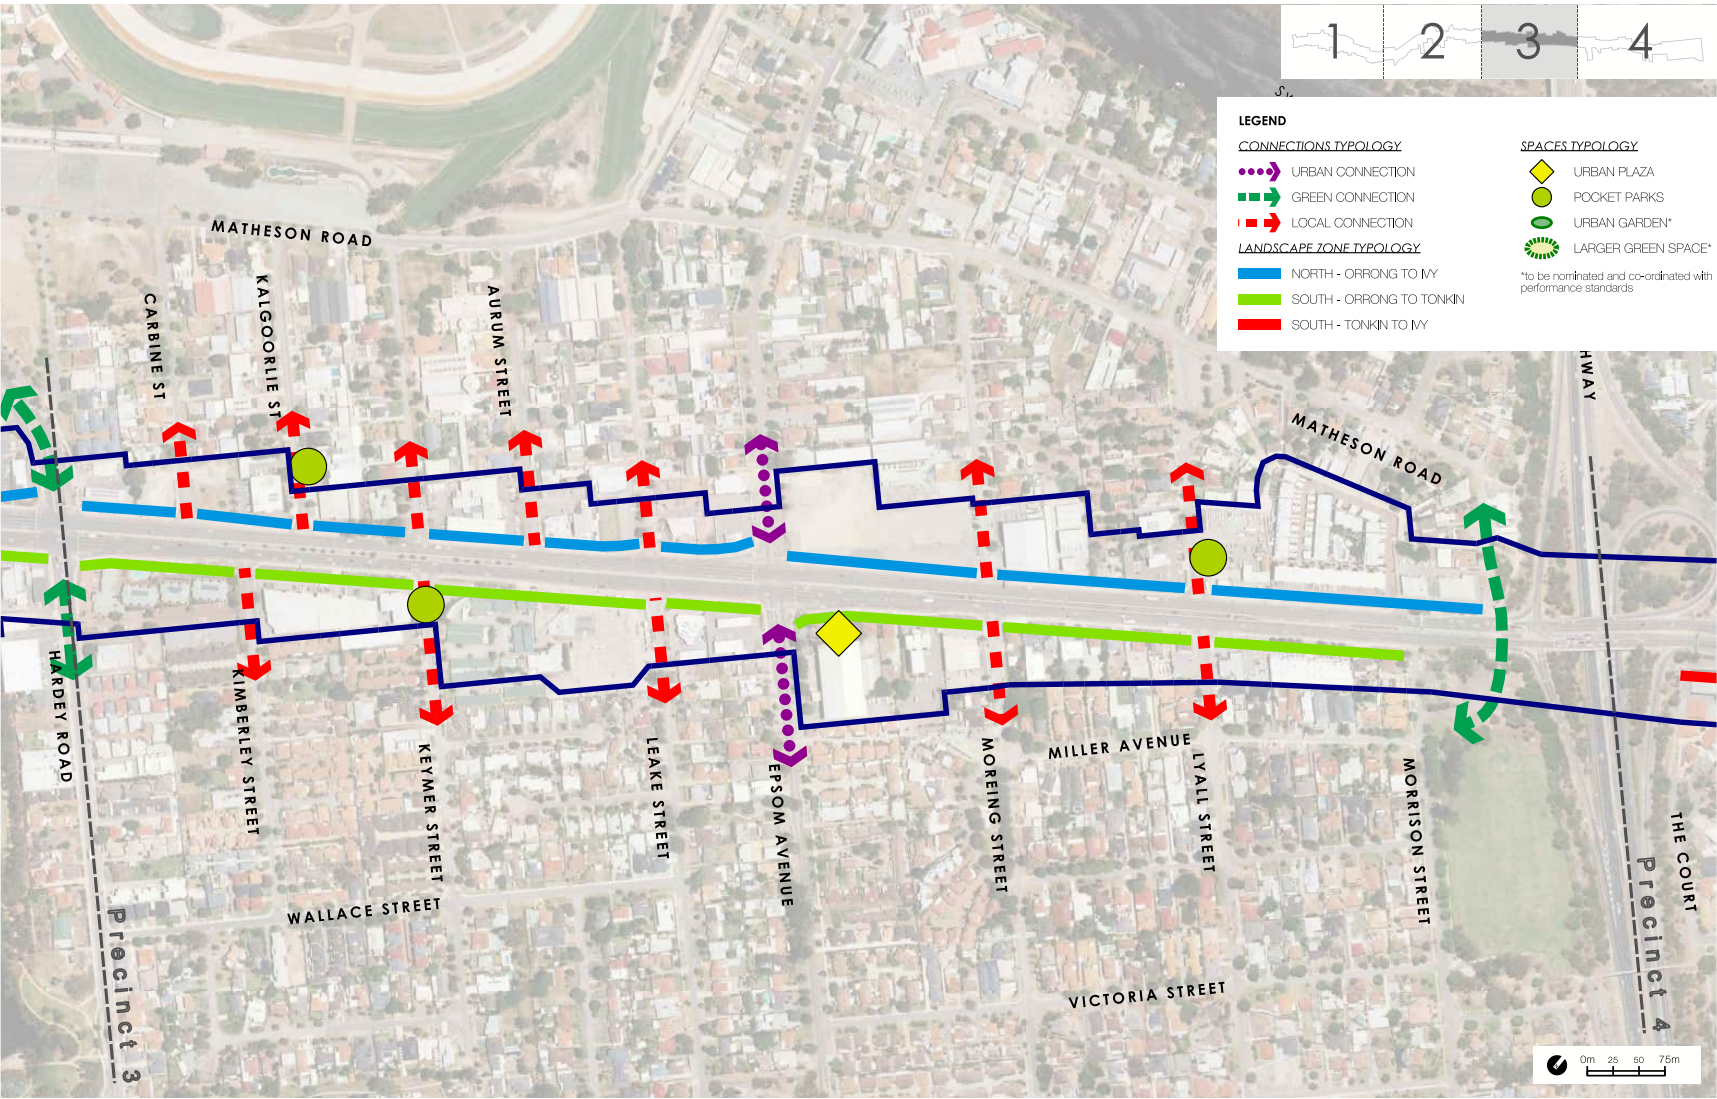 1 2 3 4
LEGEND
CONNECTIONS TYPOLOGY
URBAN CONNECTION
GREEN CONNECTION
LOCAL CONNECTION
LANDSCAPE ZONE TYPOLOGY
NORTH - ORRONG TO IVY
SOUTH - ORRONG TO TONKIN
SOUTH - TONKIN TO IVY
SPACES TYPOLOGY
URBAN PLAZA
POCKET PARKS
URBAN GARDEN*
LARGER GREEN SPACE*
*to be nominated and co-ordinated with
performance standards
MATHESON ROAD
CARBINE ST
KALGOORLIE ST
AURUM STREET
HWAY
MATHESON ROAD
HARDEY ROAD
KIMBERLEY STREET
KEYMER STREET
LEAKE STREET
EPSOM AVENUE
MOREING STREET
MILLER AVENUE
LYALL STREET
MORRISON STREET
THE COURT
WALLACE STREET
VICTORIA STREET
Precinct 3
Precinct 4
0m 25 50 75m